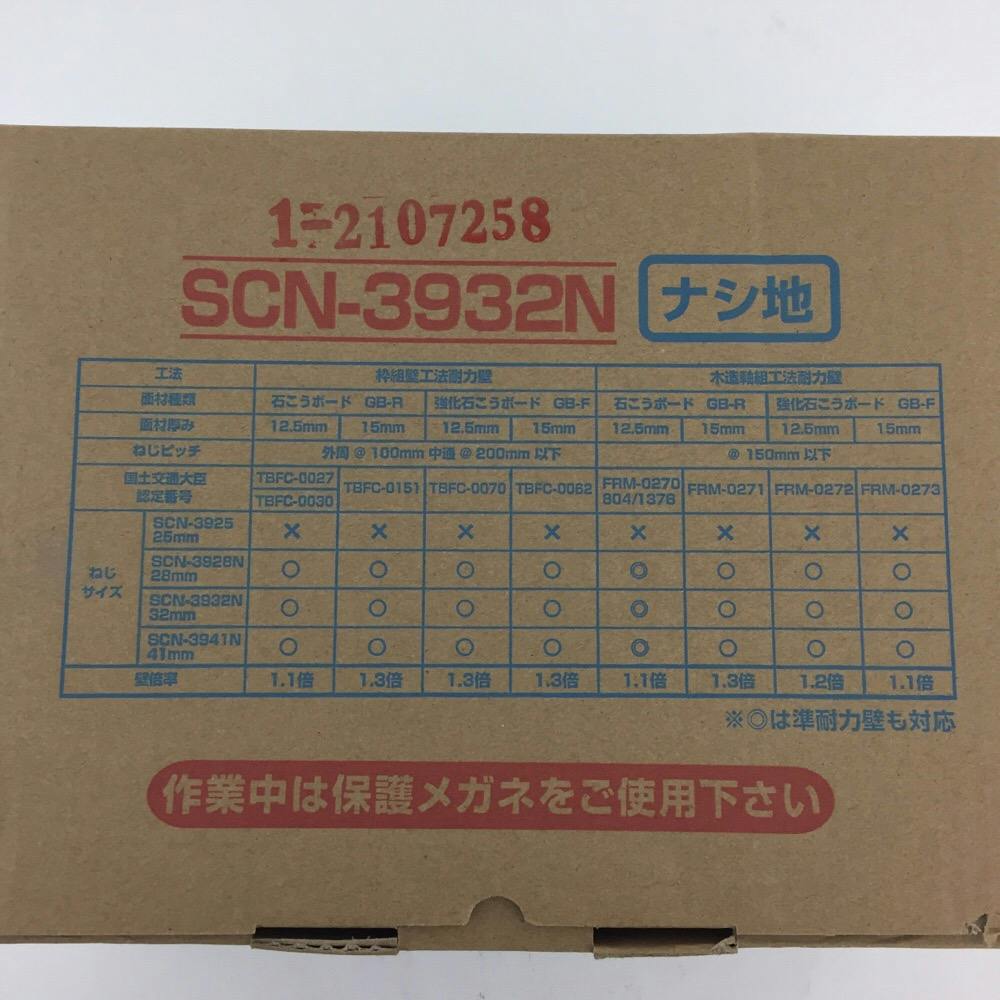 1-2107258
SCN-3932N ナシ地
工法 枠組壁工法耐力壁 木造軸組工法耐力壁
面材種類 石こうボード GB-R 強化石こうボード GB-F 石こうボード GB-R 強化石こうボード GB-F
面材厚み 12.5mm 15mm 12.5mm 15mm 12.5mm 15mm 12.5mm 15mm
ねじピッチ 外周@100mm 中通@200mm 以下 @150mm 以下
国土交通大臣 TBFC-0027 TBFC-0151 TBFC-0070 TBFC-0062 FRM-0270 FRM-0271 FRM-0272 FRM-0273
認定番号 TBFC-0030 804/1376
ねじ
サイズ
SCN-3925 × × × × × × × ×
25mm
SCN-3928N ○ ○ ○ ○ ◎ ○ ○ ○
28mm
SCN-3932N ○ ○ ○ ○ ◎ ○ ○ ○
32mm
SCN-3941N ○ ○ ○ ○ ◎ ○ ○ ○
41mm
壁倍率 1.1倍 1.3倍 1.3倍 1.3倍 1.1倍 1.3倍 1.2倍 1.1倍
※◎は準耐力壁も対応
作業中は保護メガネをご使用下さい